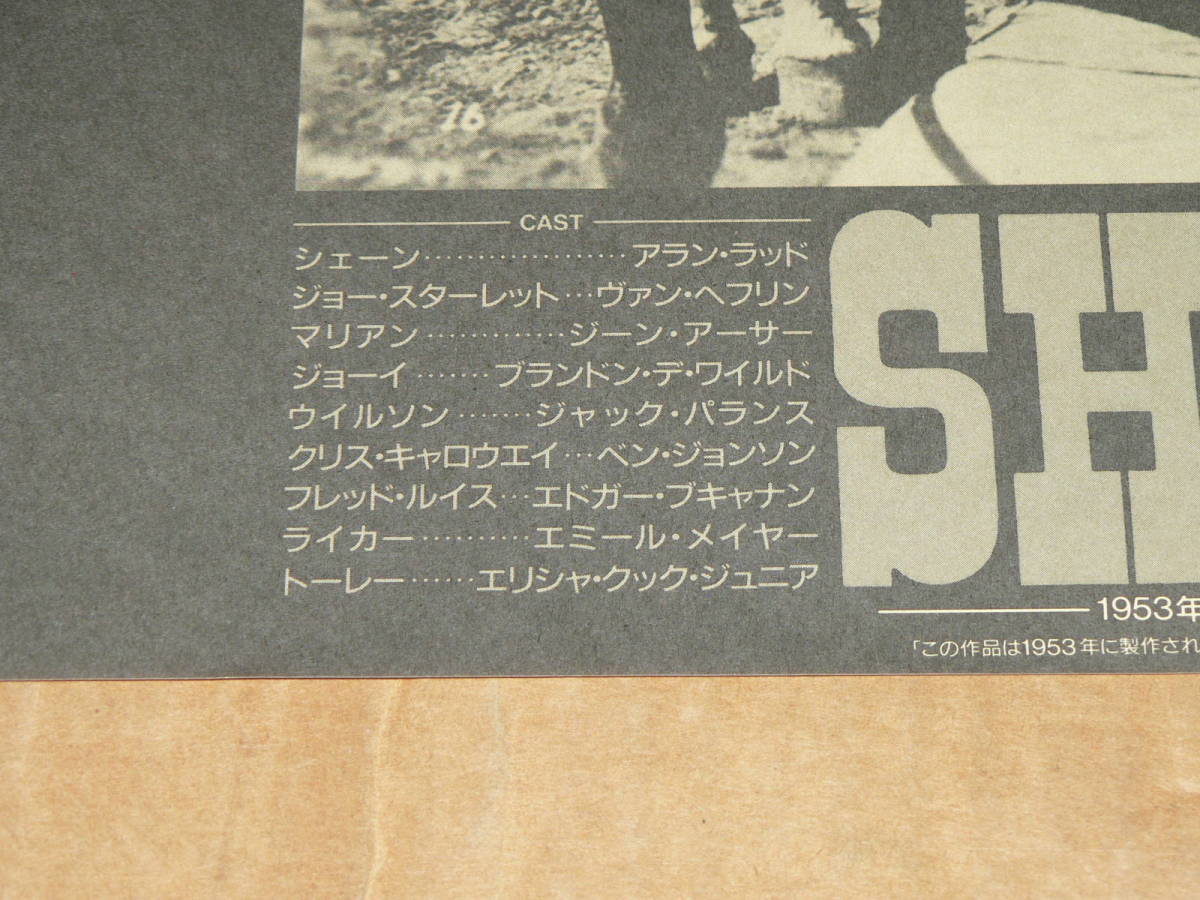 16
CAST
シェーン…………………アラン・ラッド
ジョー・スターレット…ヴァン・ヘフリン
マリアン…………ジーン・アーサー
ジョーイ……ブランドン・デ・ワイルド
ウイルソン……ジャック・パランス
クリス・キャロウエイ…ベン・ジョンソン
フレッド・ルイス…エドガー・ブキャナン
ライカー…………エミール・メイヤー
トーレー……エリシャ・クック・ジュニア
SH
1953年
「この作品は1953年に製作され